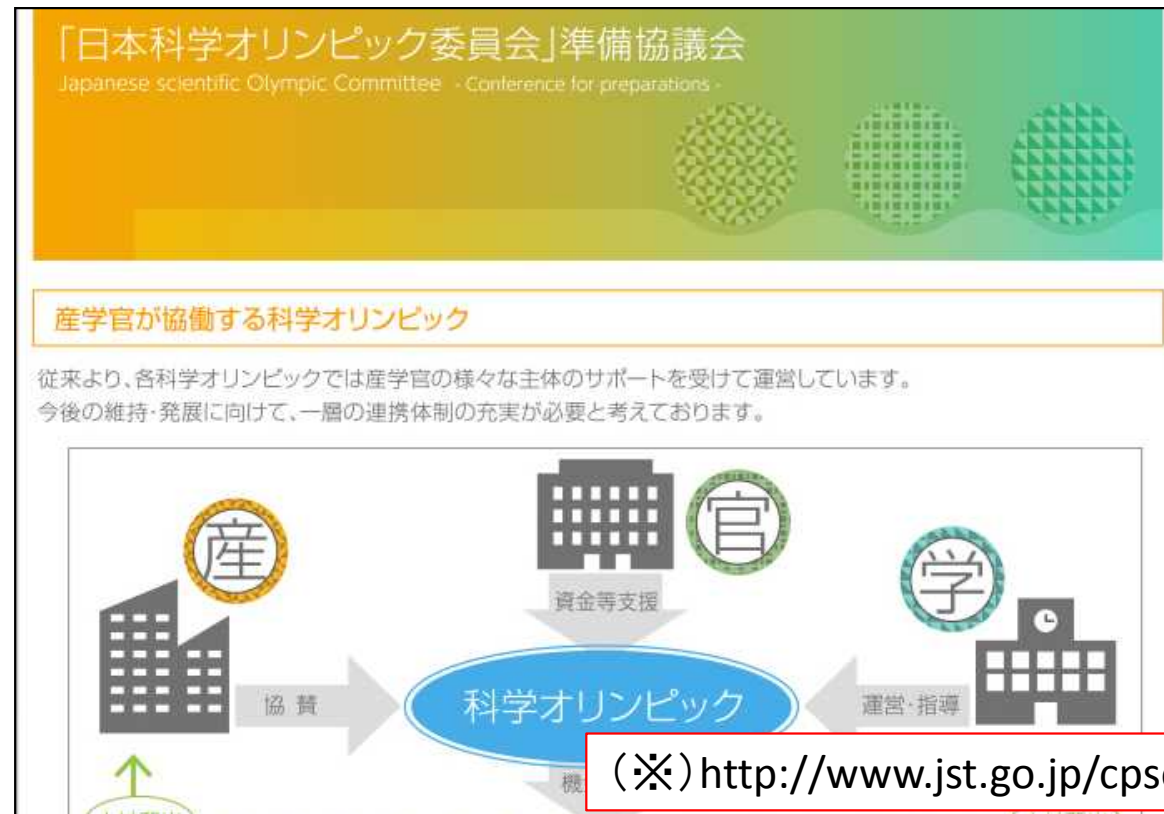 「日本科学オリンピック委員会」準備協議会
Japanese scientific Olympic Committee - Conference for preparations -
産学官が協働する科学オリンピック
従来より、各科学オリンピックでは産学官の様々な主体のサポートを受けて運営しています。
今後の維持・発展に向けて、一層の連携体制の充実が必要と考えております。
産
官
学
資金等支援
協 賛
科学オリンピック
運営・指導
機
(※)http://www.jst.go.jp/cps